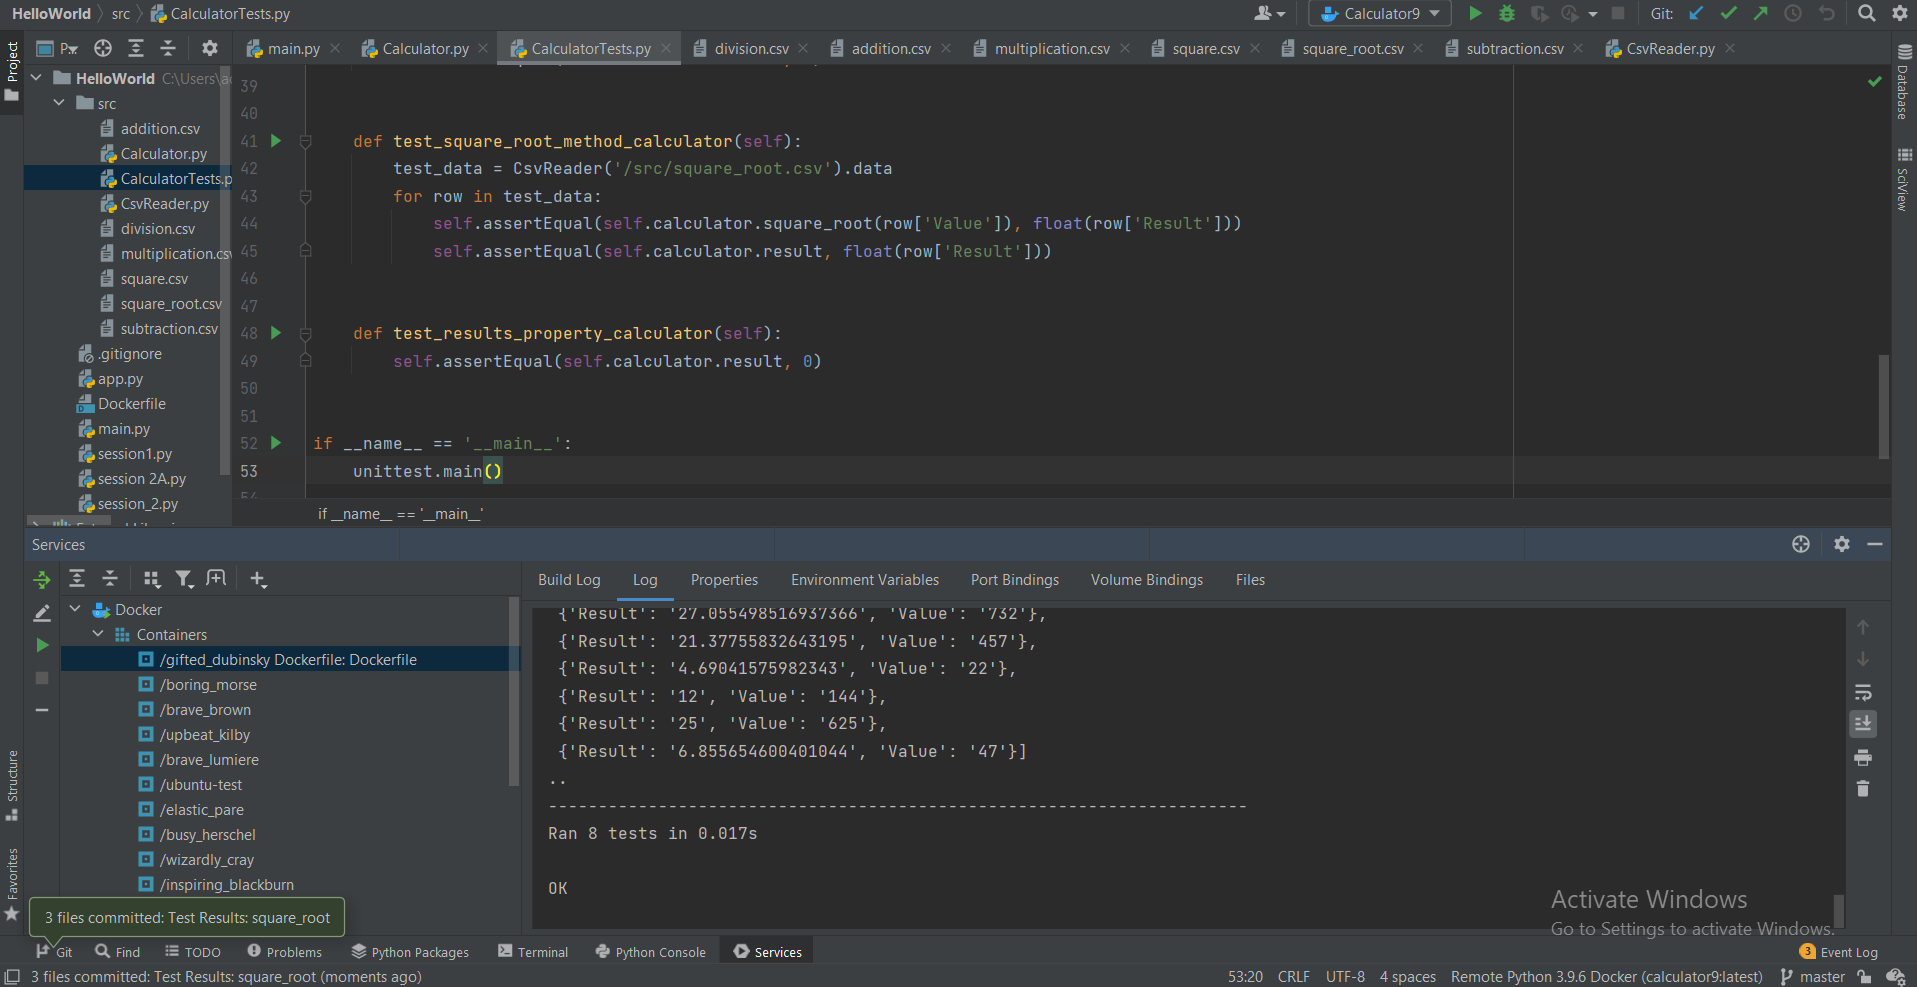 HelloWorld src CalculatorTests.py
Calculator9 Git:
Project P
main.py Calculator.py CalculatorTests.py division.csv addition.csv multiplication.csv square.csv square_root.csv subtraction.csv CsvReader.py
Database
SciView
HelloWorld C:\Users\
src
addition.csv
Calculator.py
CalculatorTests.p
CsvReader.py
division.csv
multiplication.csv
square.csv
square_root.csv
subtraction.csv
.gitignore
app.py
Dockerfile
main.py
session1.py
session 2A.py
session_2.py
39
40
41 def test_square_root_method_calculator(self):
42 test_data = CsvReader('/src/square_root.csv').data
43 for row in test_data:
44 self.assertEqual(self.calculator.square_root(row['Value']), float(row['Result']))
45 self.assertEqual(self.calculator.result, float(row['Result']))
46
47
48 def test_results_property_calculator(self):
49 self.assertEqual(self.calculator.result, 0)
50
51
52 if __name__ == '__main__':
53 unittest.main()
54
if __name__ == '__main__'
Services
Build Log Log Properties Environment Variables Port Bindings Volume Bindings Files
Docker
Containers
/gifted_dubinsky Dockerfile: Dockerfile
/boring_morse
/brave_brown
/upbeat_kilby
/brave_lumiere
/ubuntu-test
/elastic_pare
/busy_herschel
/wizardly_cray
/inspiring_blackburn
{'Result': '27.055498516937366', 'Value': '732'},
{'Result': '21.37755832643195', 'Value': '457'},
{'Result': '4.69041575982343', 'Value': '22'},
{'Result': '12', 'Value': '144'},
{'Result': '25', 'Value': '625'},
{'Result': '6.855654600401044', 'Value': '47'}]
..
----------------------------------------------------------------------
Ran 8 tests in 0.017s
OK
Structure
Favorites
Activate Windows
Go to Settings to activate Windows.
3 files committed: Test Results: square_root
Git Find TODO Problems Python Packages Terminal Python Console Services 3 Event Log
3 files committed: Test Results: square_root (moments ago) 53:20 CRLF UTF-8 4 spaces Remote Python 3.9.6 Docker (calculator9:latest) master